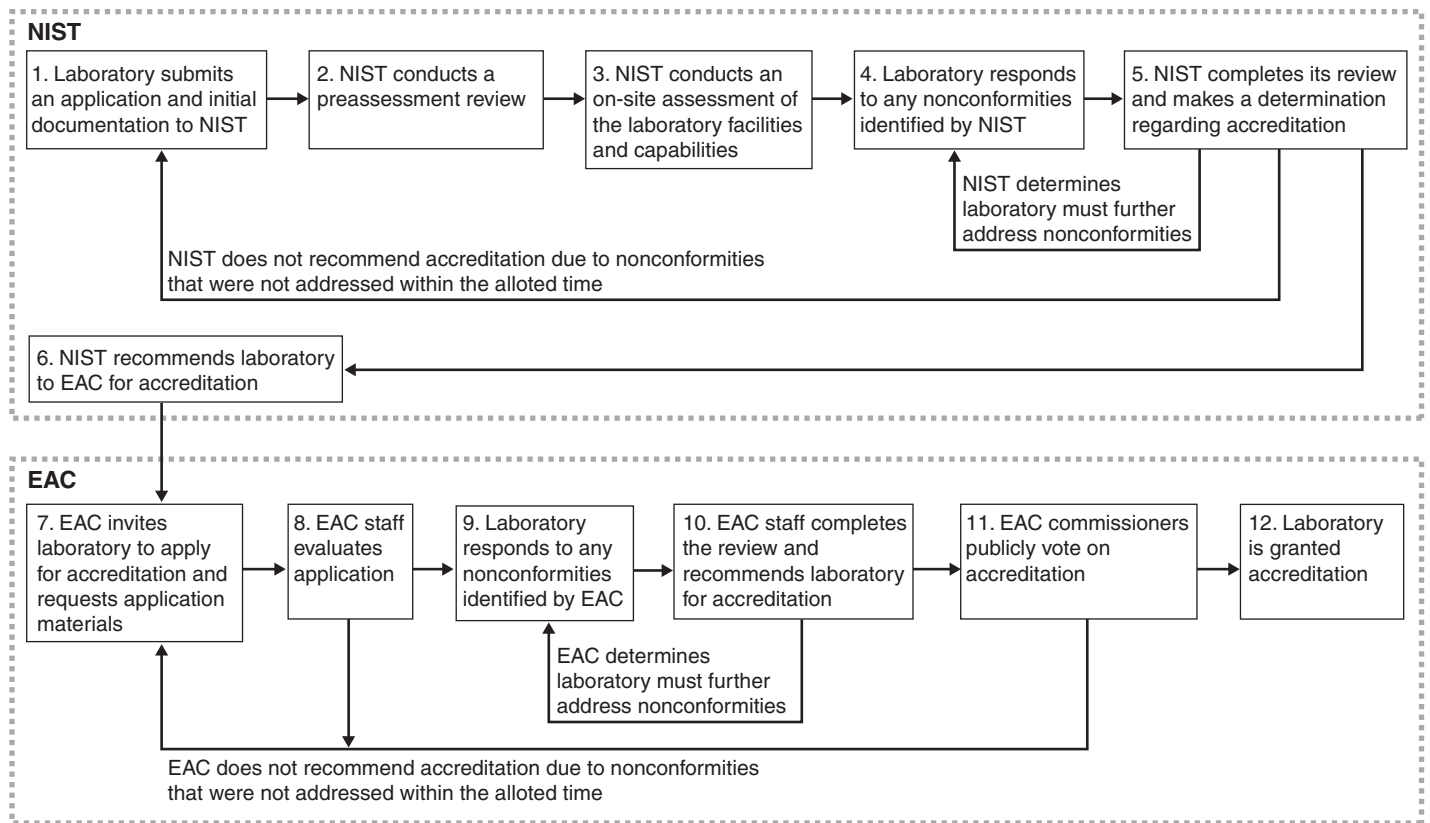 NIST
1. Laboratory submits
an application and initial
documentation to NIST
2. NIST conducts a
preassessment review
3. NIST conducts an
on-site assessment of
the laboratory facilities
and capabilities
4. Laboratory responds
to any nonconformities
identified by NIST
5. NIST completes its review
and makes a determination
regarding accreditation
NIST determines
laboratory must further
address nonconformities
NIST does not recommend accreditation due to nonconformities
that were not addressed within the alloted time
6. NIST recommends laboratory
to EAC for accreditation
EAC
7. EAC invites
laboratory to apply
for accreditation and
requests application
materials
8. EAC staff
evaluates
application
9. Laboratory
responds to any
nonconformities
identified by EAC
10. EAC staff completes
the review and
recommends laboratory
for accreditation
11. EAC commissioners
publicly vote on
accreditation
12. Laboratory
is granted
accreditation
EAC determines
laboratory must further
address nonconformities
EAC does not recommend accreditation due to nonconformities
that were not addressed within the alloted time